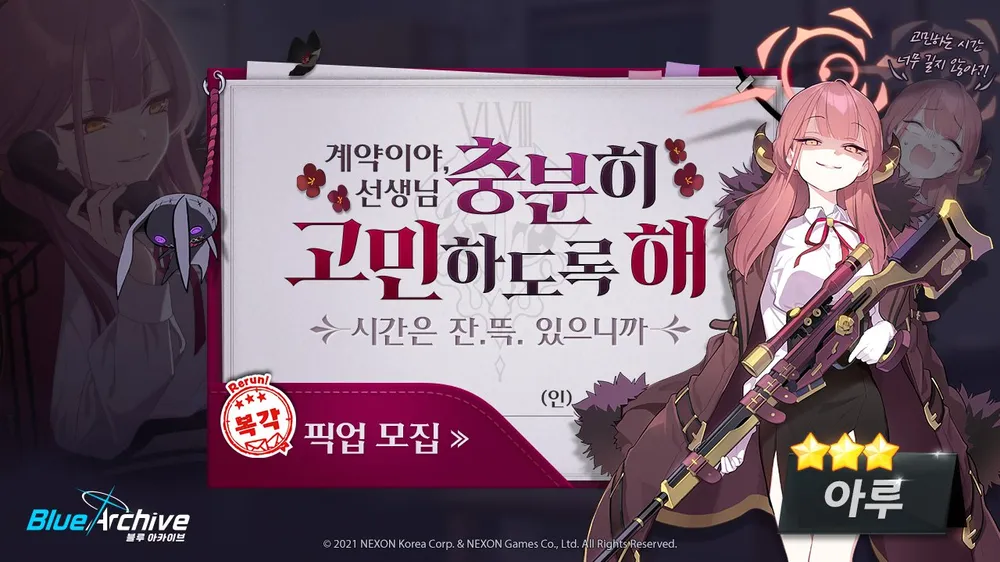 고민하는 시간
너무 길지 않아?!
VI VIII
계약이야,
선생님 충분히
고민하도록 해
시간은 잔.뜩. 있으니까
(인)
Rerun!
복각
픽업 모집 »
아루
Blue Archive
블루 아카이브
© 2021 NEXON Korea Corp. & NEXON Games Co., Ltd. All Rights Reserved.